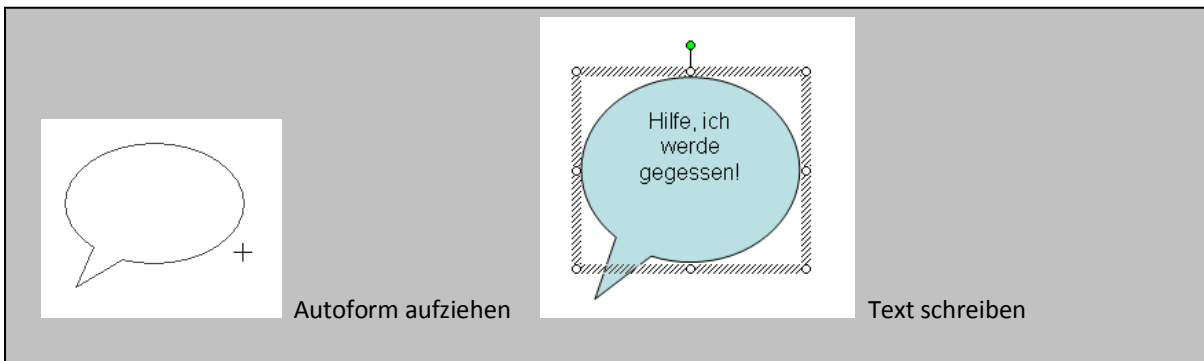 Hilfe, ich
werde
gegessen!
Autoform aufziehen
Text schreiben